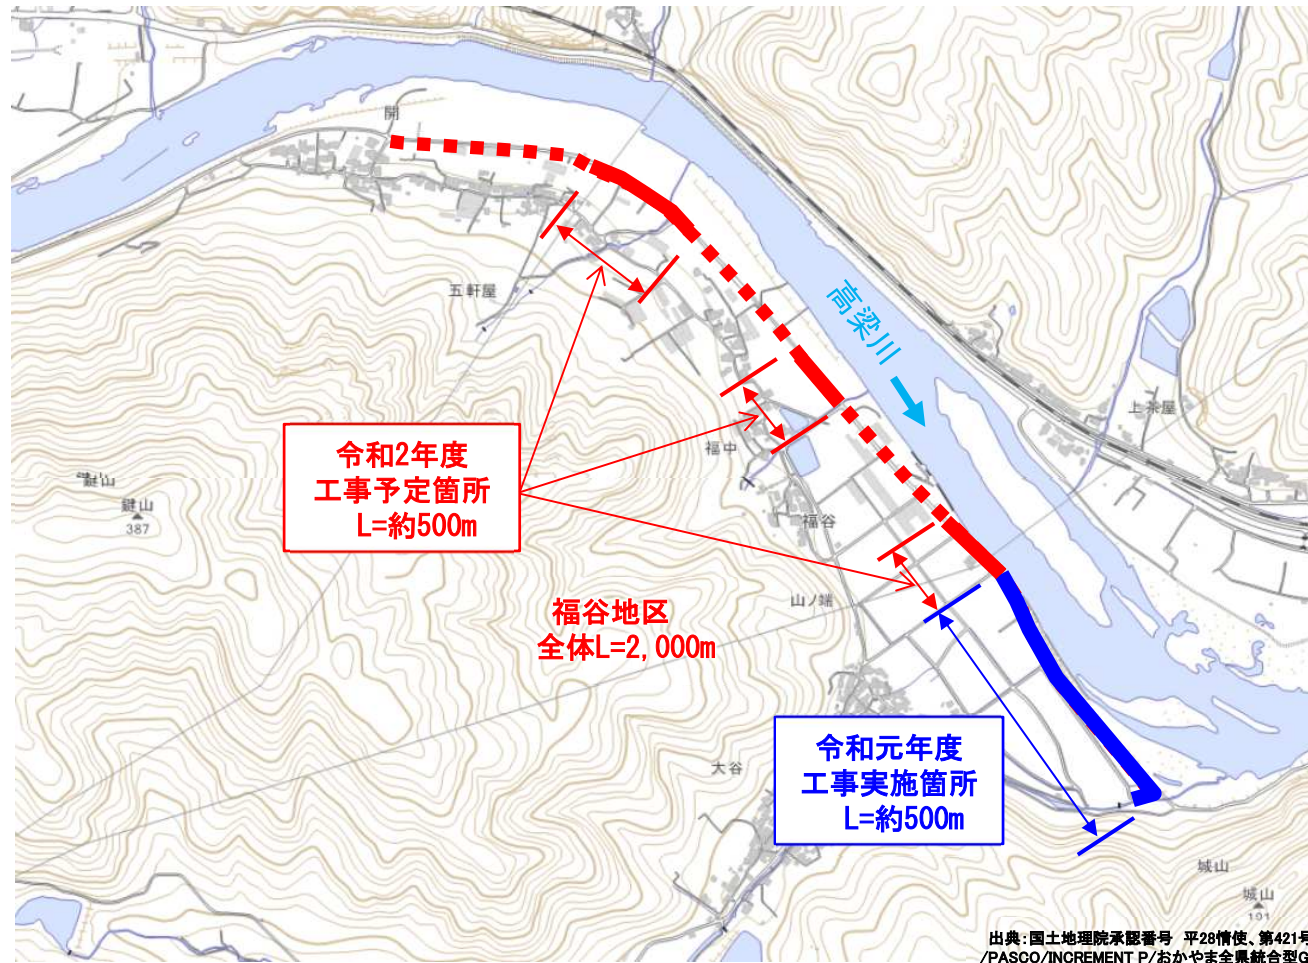 開
五軒屋
高梁川
上茶屋
令和2年度
工事予定箇所
L=約500m
福中
鍵山
鍵山
387
福谷
山ノ端
福谷地区
全体L=2,000m
令和元年度
工事実施箇所
L=約500m
大谷
城山
城山
191
出典:国土地理院承認番号 平28情使、第421号
/PASCO/INCREMENT P/おかやま全県統合型G